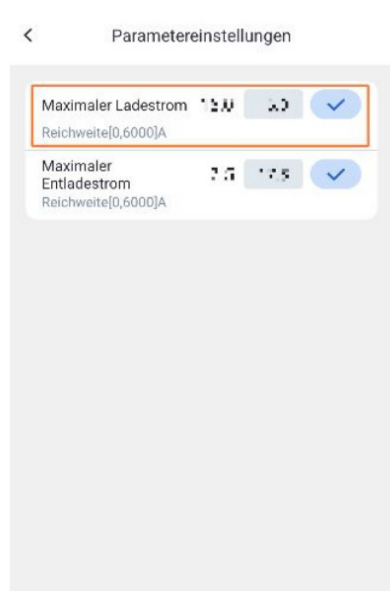 Parametereinstellungen
Maximaler Ladestrom
Reichweite[0,6000]A
Maximaler
Entladestrom
Reichweite[0,6000]A